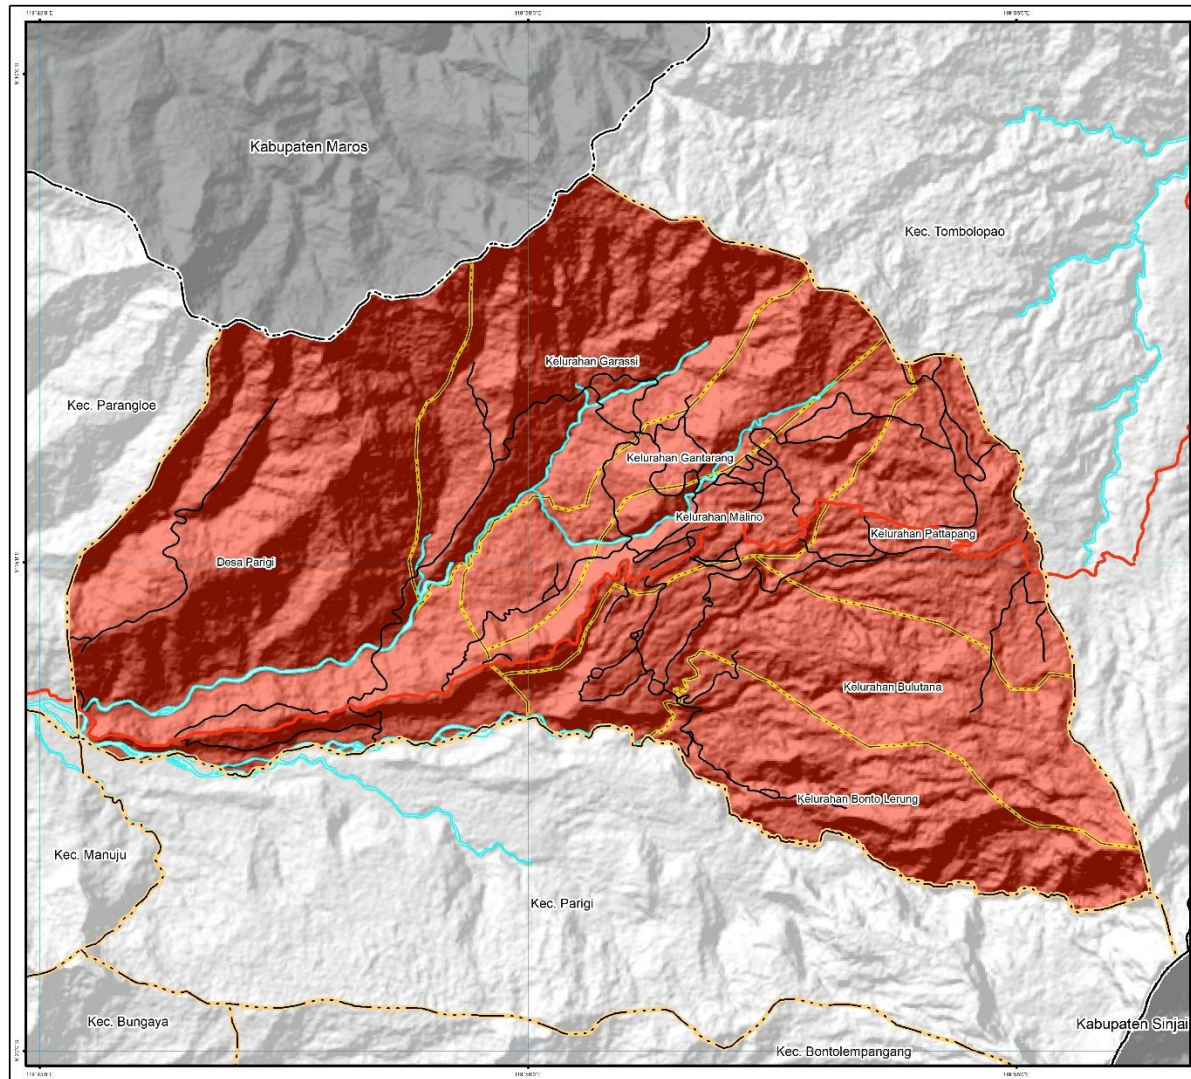 Kabupaten Maros
Kec. Tombolopao
Kelurahan Garassi
Kec. Parangloe
Kelurahan Gantarang
Kelurahan Malino
Kelurahan Pattapang
Desa Parigi
Kelurahan Bulutana
Kelurahan Bonto Lerung
Kec. Manuju
Kec. Parigi
Kec. Bungaya
Kabupaten Sinjai
Kec. Bontolempangang